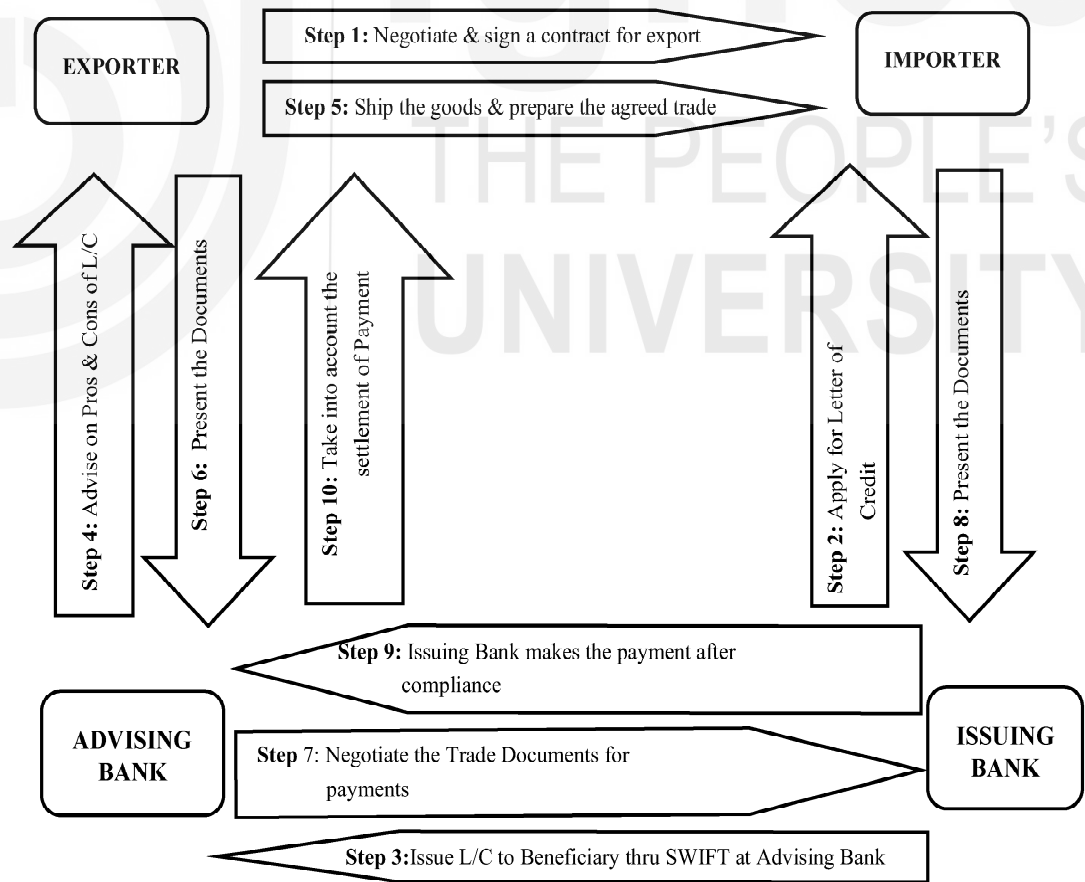 Step 1: Negotiate & sign a contract for export
EXPORTER
IMPORTER
Step 5: Ship the goods & prepare the agreed trade
THE PEOPLE'S
UNIVERSITY
Step 4: Advise on Pros & Cons of L/C
Step 6: Present the Documents
Step 10: Take into account the
settlement of Payment
Step 2: Apply for Letter of
Credit
Step 8: Present the Documents
Step 9: Issuing Bank makes the payment after
compliance
ADVISING
BANK
Step 7: Negotiate the Trade Documents for
payments
ISSUING
BANK
Step 3:Issue L/C to Beneficiary thru SWIFT at Advising Bank